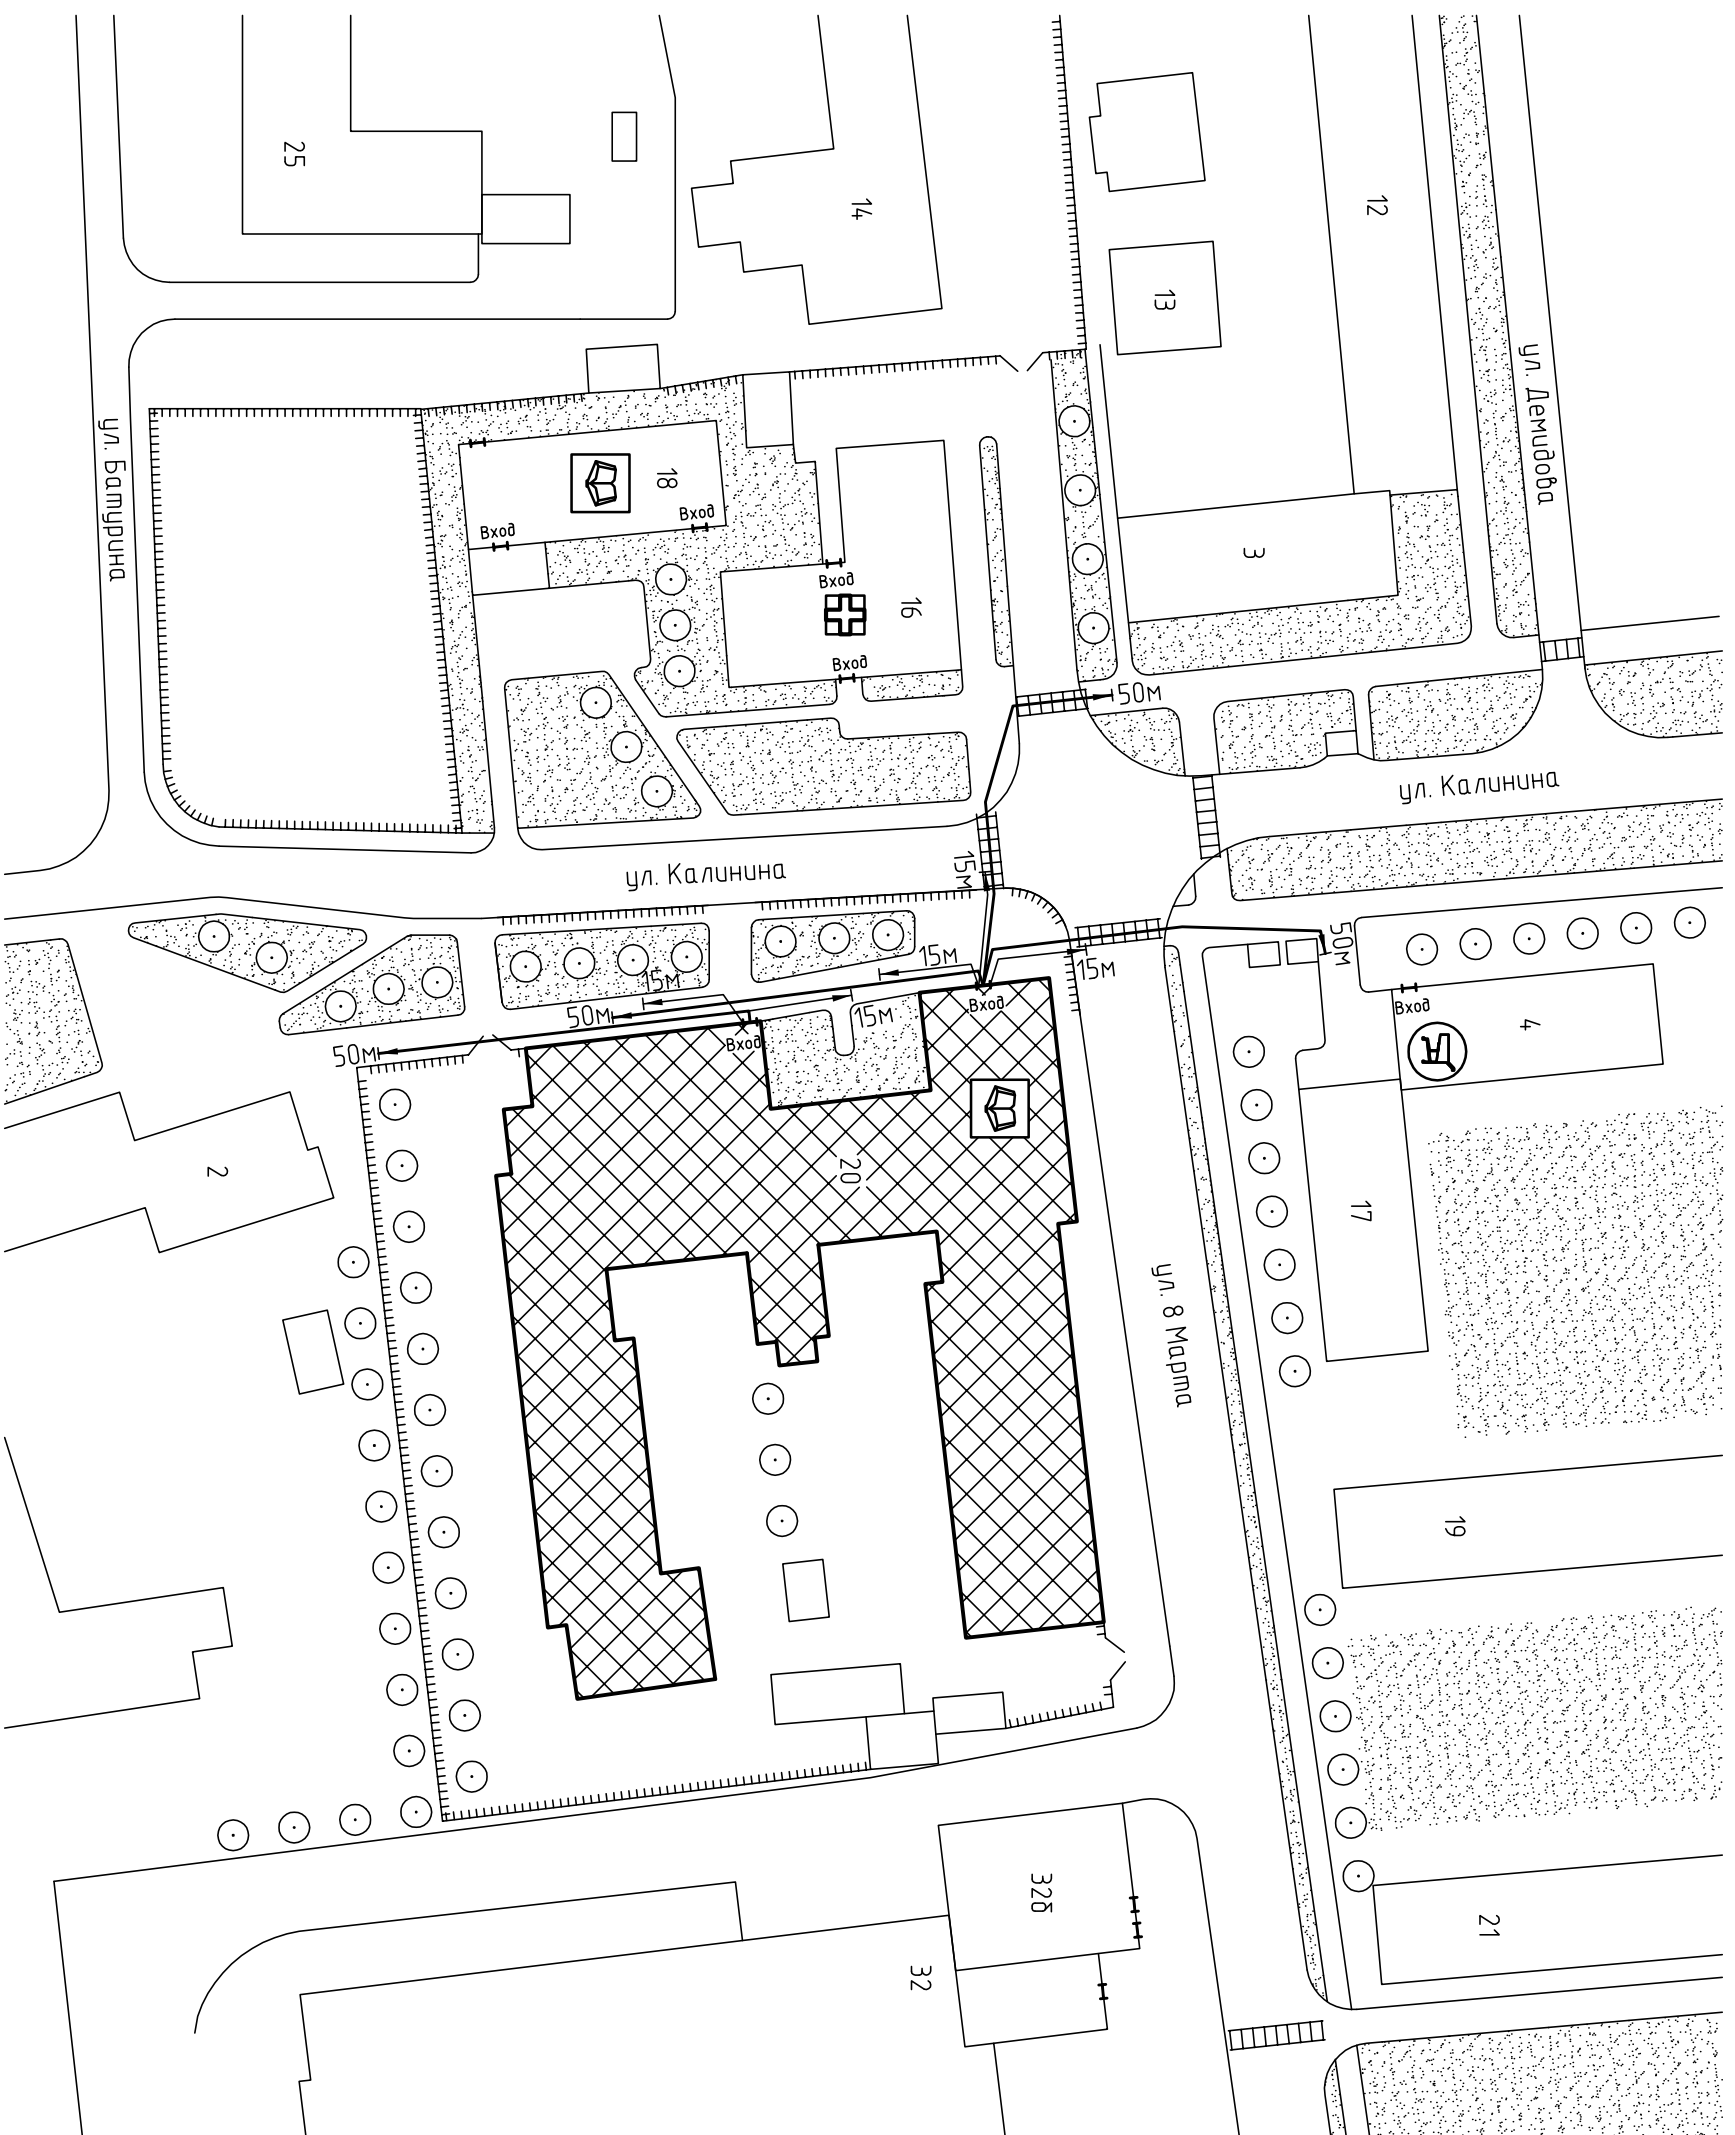 25
14
12
13
ул. Демидова
ул. Батурина
18
Вход
Вход
3
Вход
16
Вход
50м
ул. Калинина
15м
ул. Калинина
50м
15м
15м
15м
Вход
Вход
50м
15м
Вход
4
50м
20
2
17
ул. 8 Марта
19
32б
21
32